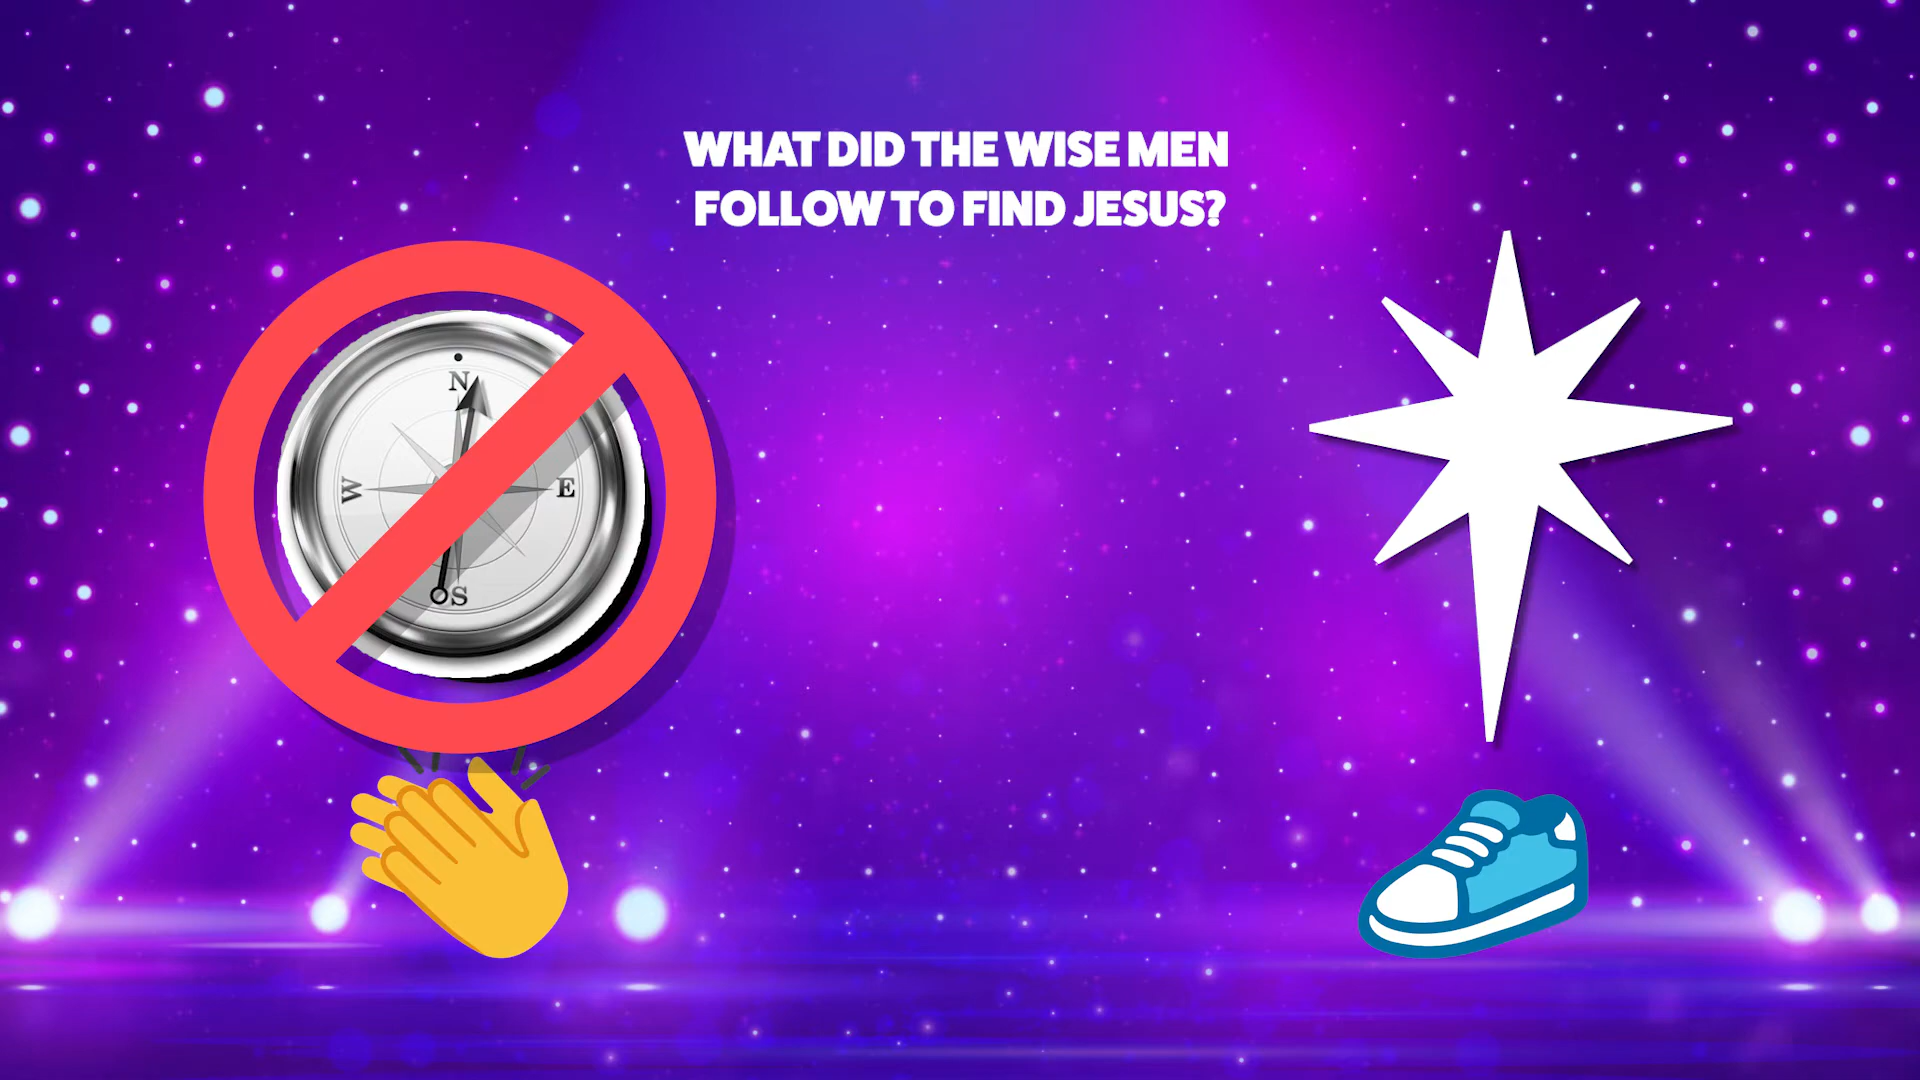 WHAT DID THE WISE MEN
FOLLOW TO FIND JESUS?
N
W
E
S